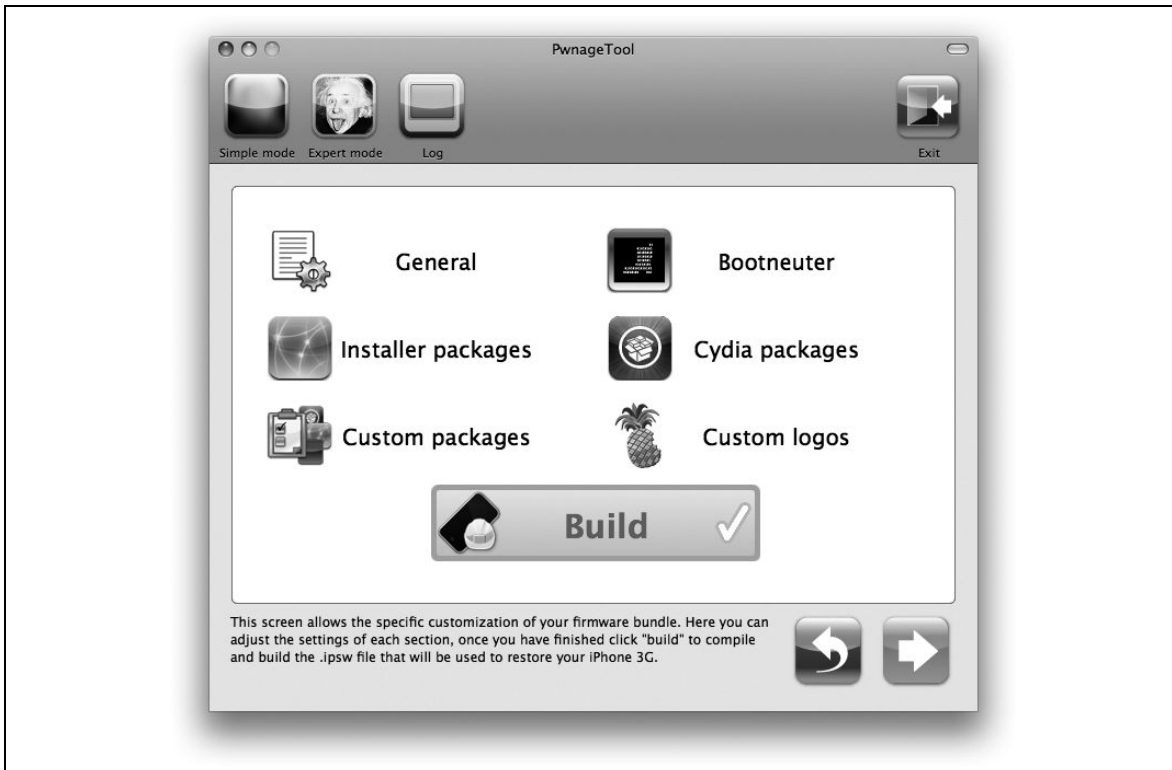 PwnageTool
Simple mode Expert mode Log Exit
General Bootneuter
Installer packages Cydia packages
Custom packages Custom logos
Build
This screen allows the specific customization of your firmware bundle. Here you can
adjust the settings of each section, once you have finished click "build" to compile
and build the .ipsw file that will be used to restore your iPhone 3G.